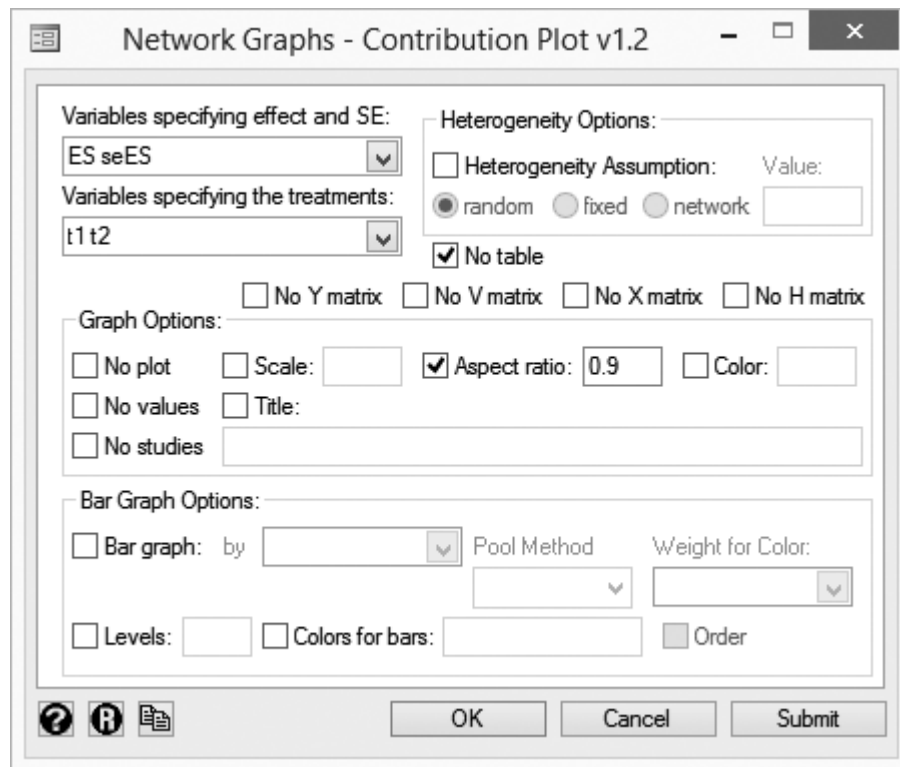 Network Graphs - Contribution Plot v1.2
Variables specifying effect and SE:
ES seES
Variables specifying the treatments:
t1 t2
Heterogeneity Options:
Heterogeneity Assumption: Value:
random fixed network
No table
No Y matrix No V matrix No X matrix No H matrix
Graph Options:
No plot Scale: Aspect ratio: 0.9 Color:
No values Title:
No studies
Bar Graph Options:
Bar graph: by Pool Method Weight for Color:
Levels: Colors for bars: Order
? R OK Cancel Submit